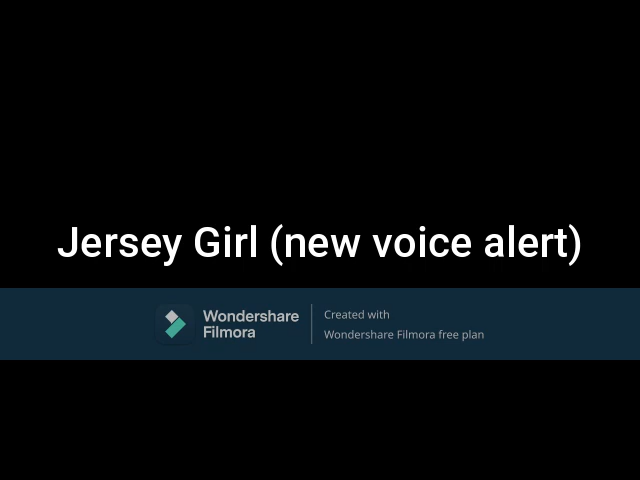 Jersey Girl (new voice alert)
Wondershare
Filmora
Created with
Wondershare Filmora free plan